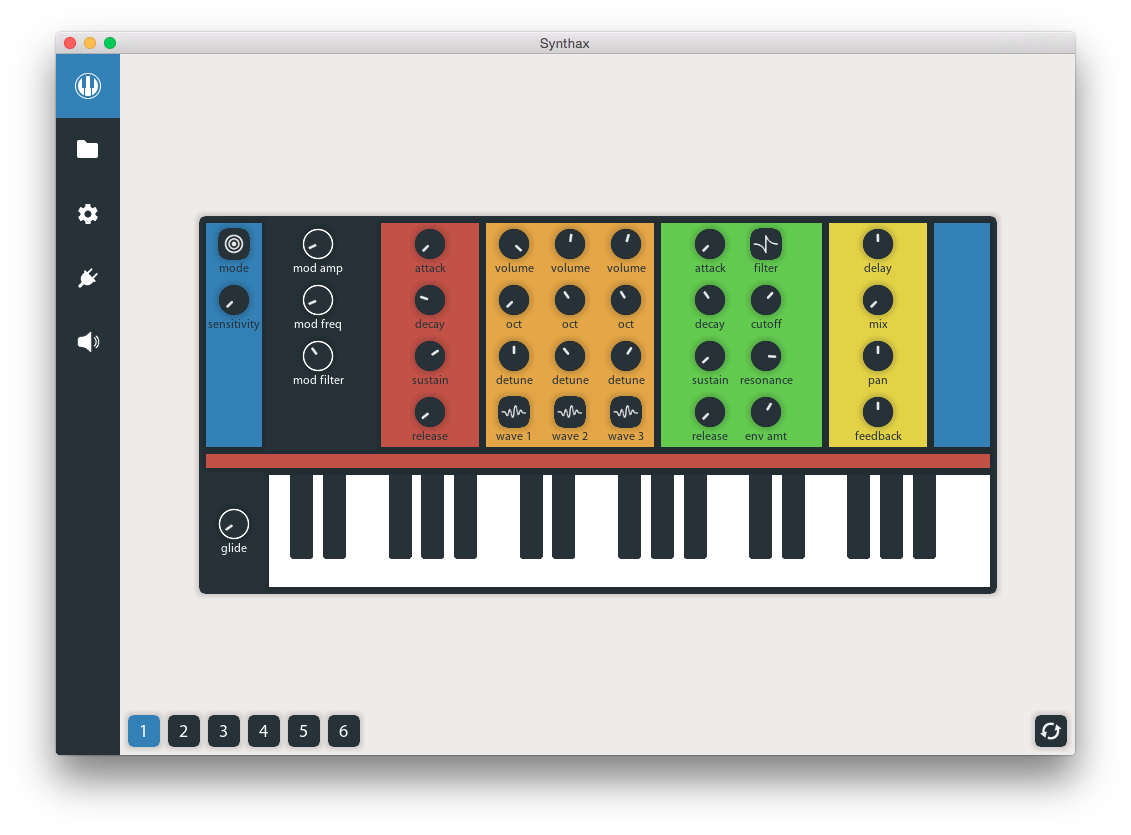 Synthax
mode mod amp attack volume volume volume attack filter delay
sensitivity mod freq decay oct oct oct decay cutoff mix
mod filter sustain detune detune detune sustain resonance pan
release wave 1 wave 2 wave 3 release env amt feedback
glide
1 2 3 4 5 6